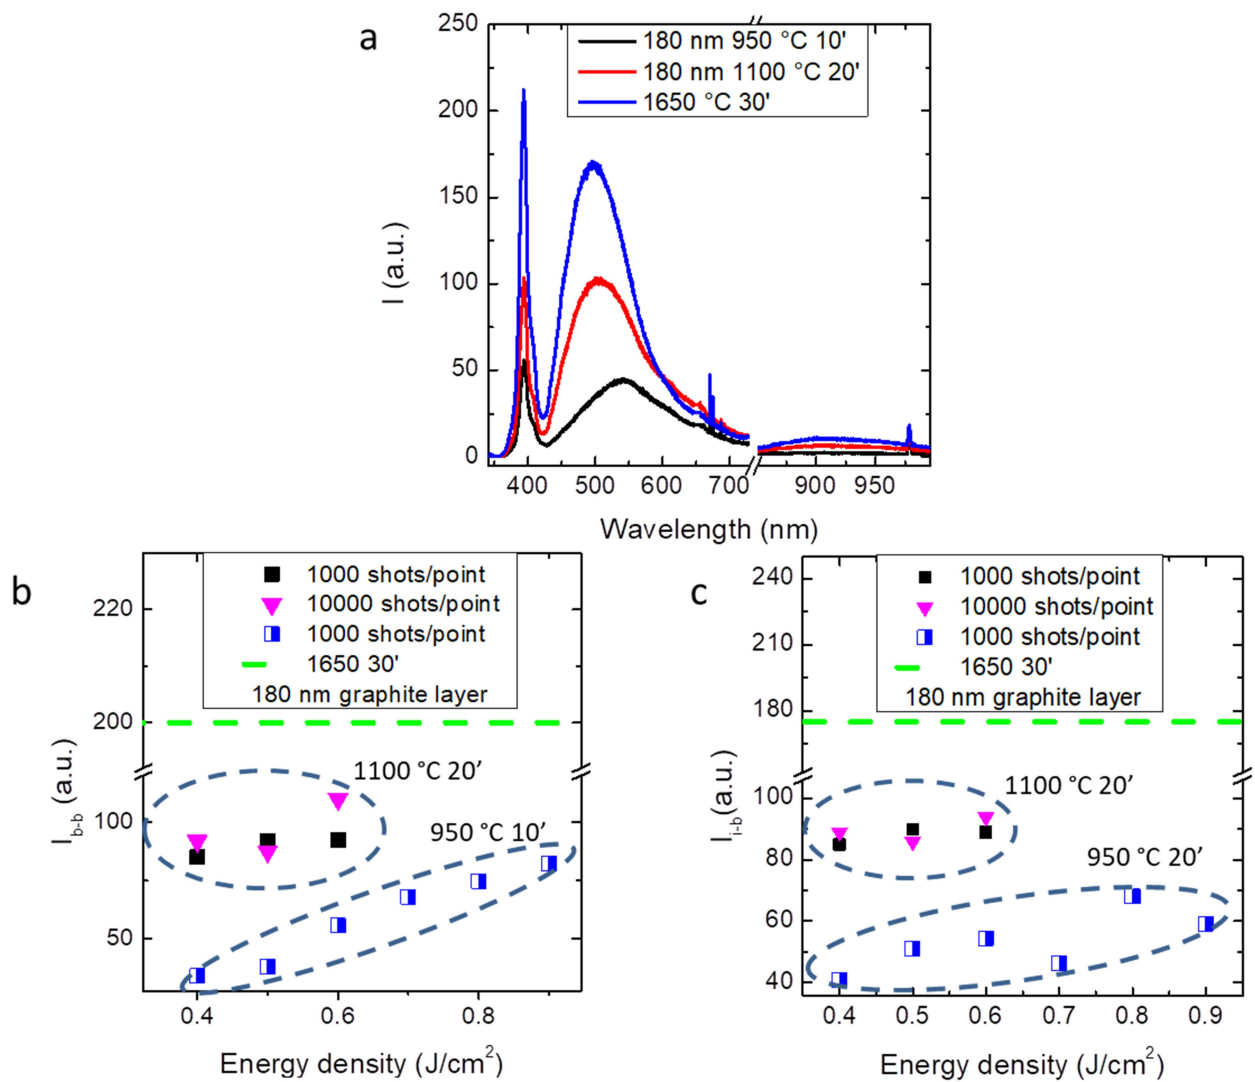 a
250
200
150
100
50
0
I (a.u.)
180 nm 950 °C 10'
180 nm 1100 °C 20'
1650 °C 30'
400 500 600 700 900 950
Wavelength (nm)
b
1000 shots/point
10000 shots/point
1000 shots/point
1650 30'
180 nm graphite layer
220
200
100
50
I_b-b (a.u.)
1100 °C 20’
950 °C 10’
0.4 0.6 0.8
Energy density (J/cm²)
c
1000 shots/point
10000 shots/point
1000 shots/point
1650 30'
180 nm graphite layer
240
210
180
100
80
60
40
I_i-b (a.u.)
1100 °C 20’
950 °C 20’
0.4 0.5 0.6 0.7 0.8 0.9
Energy density (J/cm²)